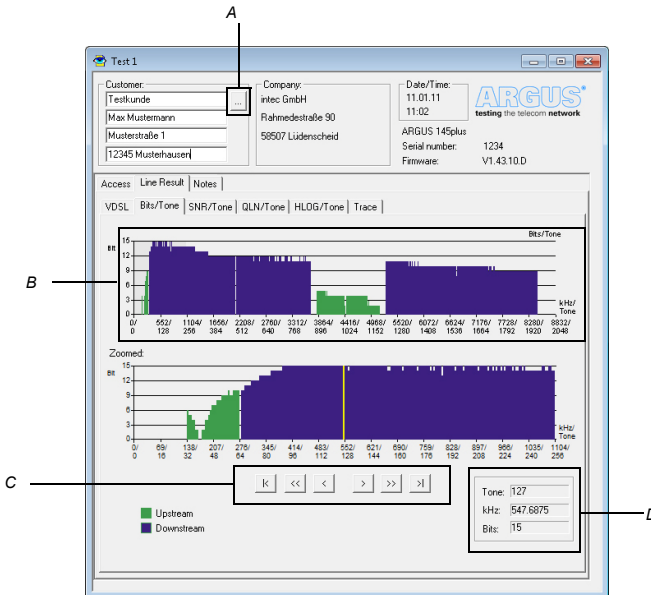 A
Test 1
Customer:
Testkunde
...
Max Mustermann
Musterstraße 1
12345 Musterhausen
Company:
intec GmbH
Rahmedestraße 90
58507 Lüdenscheid
Date/Time:
11.01.11
11:02
ARGUS
testing the telecom network
ARGUS 145plus
Serial number: 1234
Firmware: V1.43.10.D
Access Line Result Notes
VDSL Bits/Tone SNR/Tone QLN/Tone HLOG/Tone Trace
B
Bits/Tone
Bit
15
12
9
6
3
0
kHz/
Tone
0/ 552/ 1104/ 1656/ 2208/ 2760/ 3312/ 3864/ 4416/ 4968/ 5520/ 6072/ 6624/ 7176/ 7728/ 8280/ 8832/
0 128 256 384 512 640 768 896 1024 1152 1280 1408 1536 1664 1792 1920 2048
Zoomed:
Bit
15
12
9
6
3
0
kHz/
Tone
0/ 69/ 138/ 207/ 276/ 345/ 414/ 483/ 552/ 621/ 690/ 759/ 828/ 897/ 966/ 1035/ 1104/
0 16 32 48 64 80 96 112 128 144 160 176 192 208 224 240 256
C
|< << < > >> >|
Upstream
Downstream
Tone: 127
kHz: 547.6875
Bits: 15
D